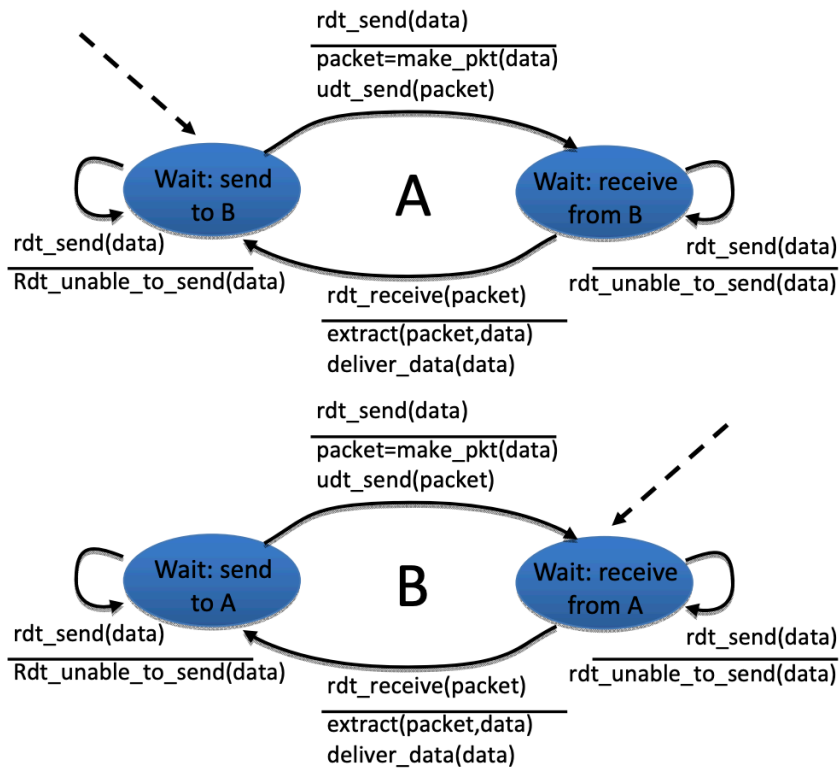 rdt_send(data)
packet=make_pkt(data)
udt_send(packet)
Wait: send
to B
A
Wait: receive
from B
rdt_send(data)
Rdt_unable_to_send(data)
rdt_send(data)
rdt_unable_to_send(data)
rdt_receive(packet)
extract(packet,data)
deliver_data(data)
rdt_send(data)
packet=make_pkt(data)
udt_send(packet)
Wait: send
to A
B
Wait: receive
from A
rdt_send(data)
Rdt_unable_to_send(data)
rdt_send(data)
rdt_unable_to_send(data)
rdt_receive(packet)
extract(packet,data)
deliver_data(data)